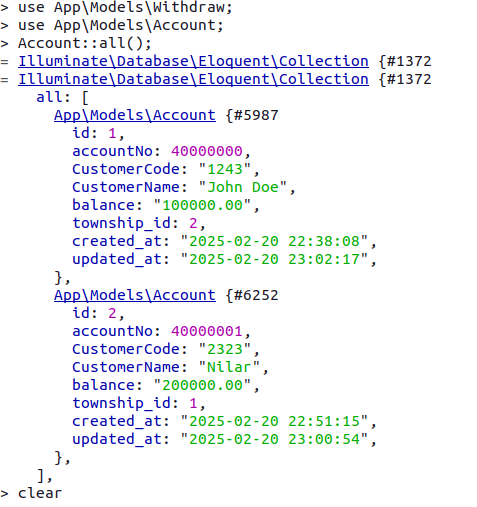 > use App\Models\Withdraw;
> use App\Models\Account;
> Account::all();
= Illuminate\Database\Eloquent\Collection {#1372
= Illuminate\Database\Eloquent\Collection {#1372
    all: [
      App\Models\Account {#5987
        id: 1,
        accountNo: 40000000,
        CustomerCode: "1243",
        CustomerName: "John Doe",
        balance: "100000.00",
        township_id: 2,
        created_at: "2025-02-20 22:38:08",
        updated_at: "2025-02-20 23:02:17",
      },
      App\Models\Account {#6252
        id: 2,
        accountNo: 40000001,
        CustomerCode: "2323",
        CustomerName: "Nilar",
        balance: "200000.00",
        township_id: 1,
        created_at: "2025-02-20 22:51:15",
        updated_at: "2025-02-20 23:00:54",
      },
    ],
> clear